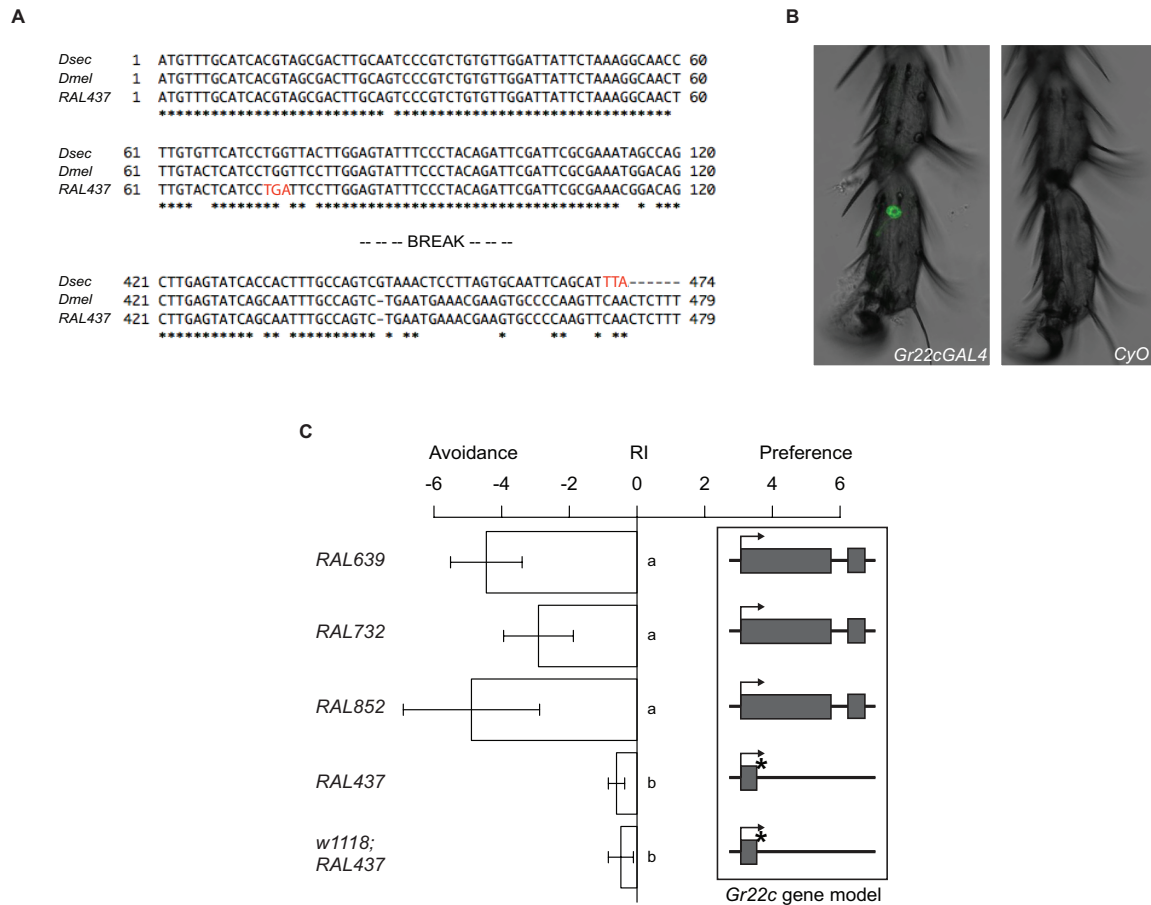 A
B
Dsec 1 ATGTTTGCATCACGTAGCGACTTGCAATCCCGTCTGTGTTGGATTATTCTAAAGGCAACC 60
Dmel 1 ATGTTTGCATCACGTAGCGACTTGCAGTCCCGTCTGTGTTGGATTATTCTAAAGGCAACT 60
RAL437 1 ATGTTTGCATCACGTAGCGACTTGCAGTCCCGTCTGTGTTGGATTATTCTAAAGGCAACT 60
************************** ********************************
Dsec 61 TTGTGTTCATCCTGGTTACTTGGAGTATTTCCCTACAGATTCGATTCGCGAAATAGCCAG 120
Dmel 61 TTGTACTCATCCTGGTTCCTTGGAGTATTTCCCTACAGATTCGATTCGCGAAATGGACAG 120
RAL437 61 TTGTACTCATCCTGATTCCTTGGAGTATTTCCCTACAGATTCGATTCGCGAAACGGACAG 120
**** ******** ** *********************************** * ***
-- -- -- BREAK -- -- --
Dsec 421 CTTGAGTATCACCACTTTGCCAGTCGTAAACTCCTTAGTGCAATTCAGCATTTA------ 474
Dmel 421 CTTGAGTATCAGCAATTTGCCAGTC-TGAATGAAACGAAGTGCCCCAAGTTCAACTCTTT 479
RAL437 421 CTTGAGTATCAGCAATTTGCCAGTC-TGAATGAAACGAAGTGCCCCAAGTTCAACTCTTT 479
*********** ** ********** * ** * ** * **
Gr22cGAL4
CyO
C
Avoidance RI Preference
-6 -4 -2 0 2 4 6
RAL639 a
RAL732 a
RAL852 a
RAL437 b *
w1118;
RAL437 b *
Gr22c gene model